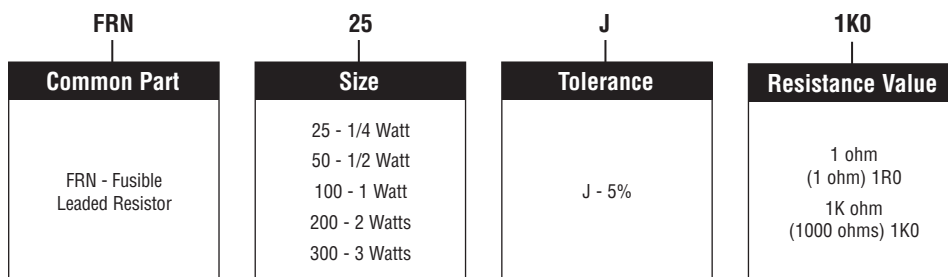 FRN
25
J
1K0
Common Part
Size
Tolerance
Resistance Value
FRN - Fusible
Leaded Resistor
25 - 1/4 Watt
50 - 1/2 Watt
100 - 1 Watt
200 - 2 Watts
300 - 3 Watts
J - 5%
1 ohm
(1 ohm) 1R0
1K ohm
(1000 ohms) 1K0